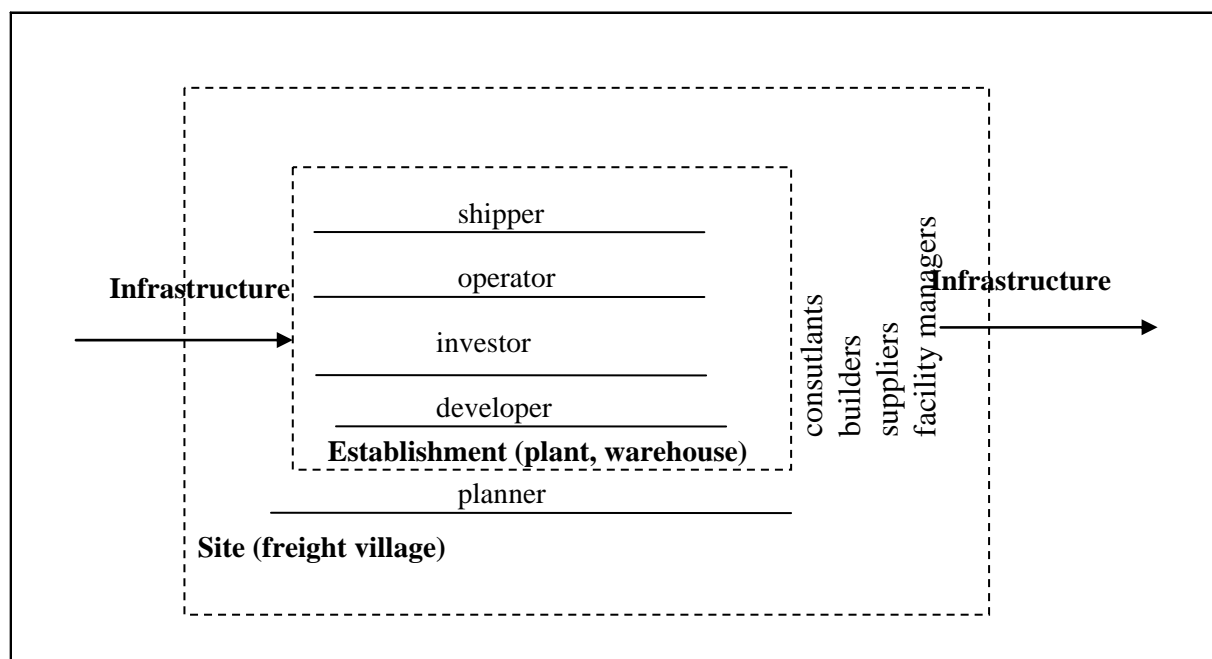 shipper
Infrastructure
operator
investor
developer
Establishment (plant, warehouse)
planner
Site (freight village)
consutlants
builders
suppliers
facility managers
Infrastructure